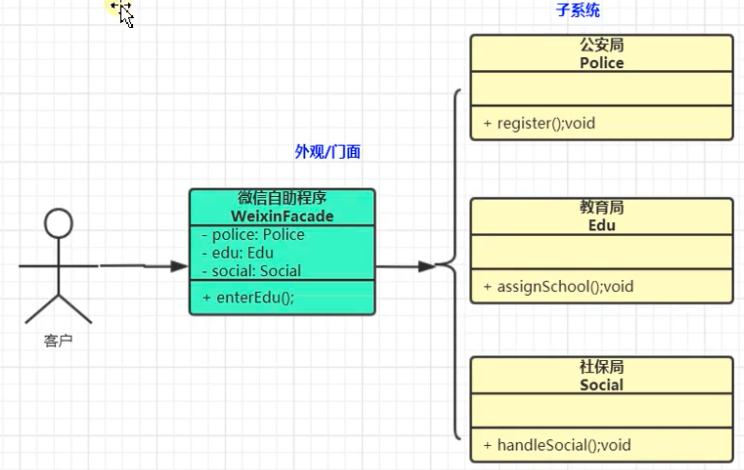 子系统
公安局
Police
+ register();void
外观/门面
微信自助程序
WeixinFacade
- police: Police
- edu: Edu
- social: Social
+ enterEdu();
教育局
Edu
+ assignSchool();void
客户
社保局
Social
+ handleSocial();void